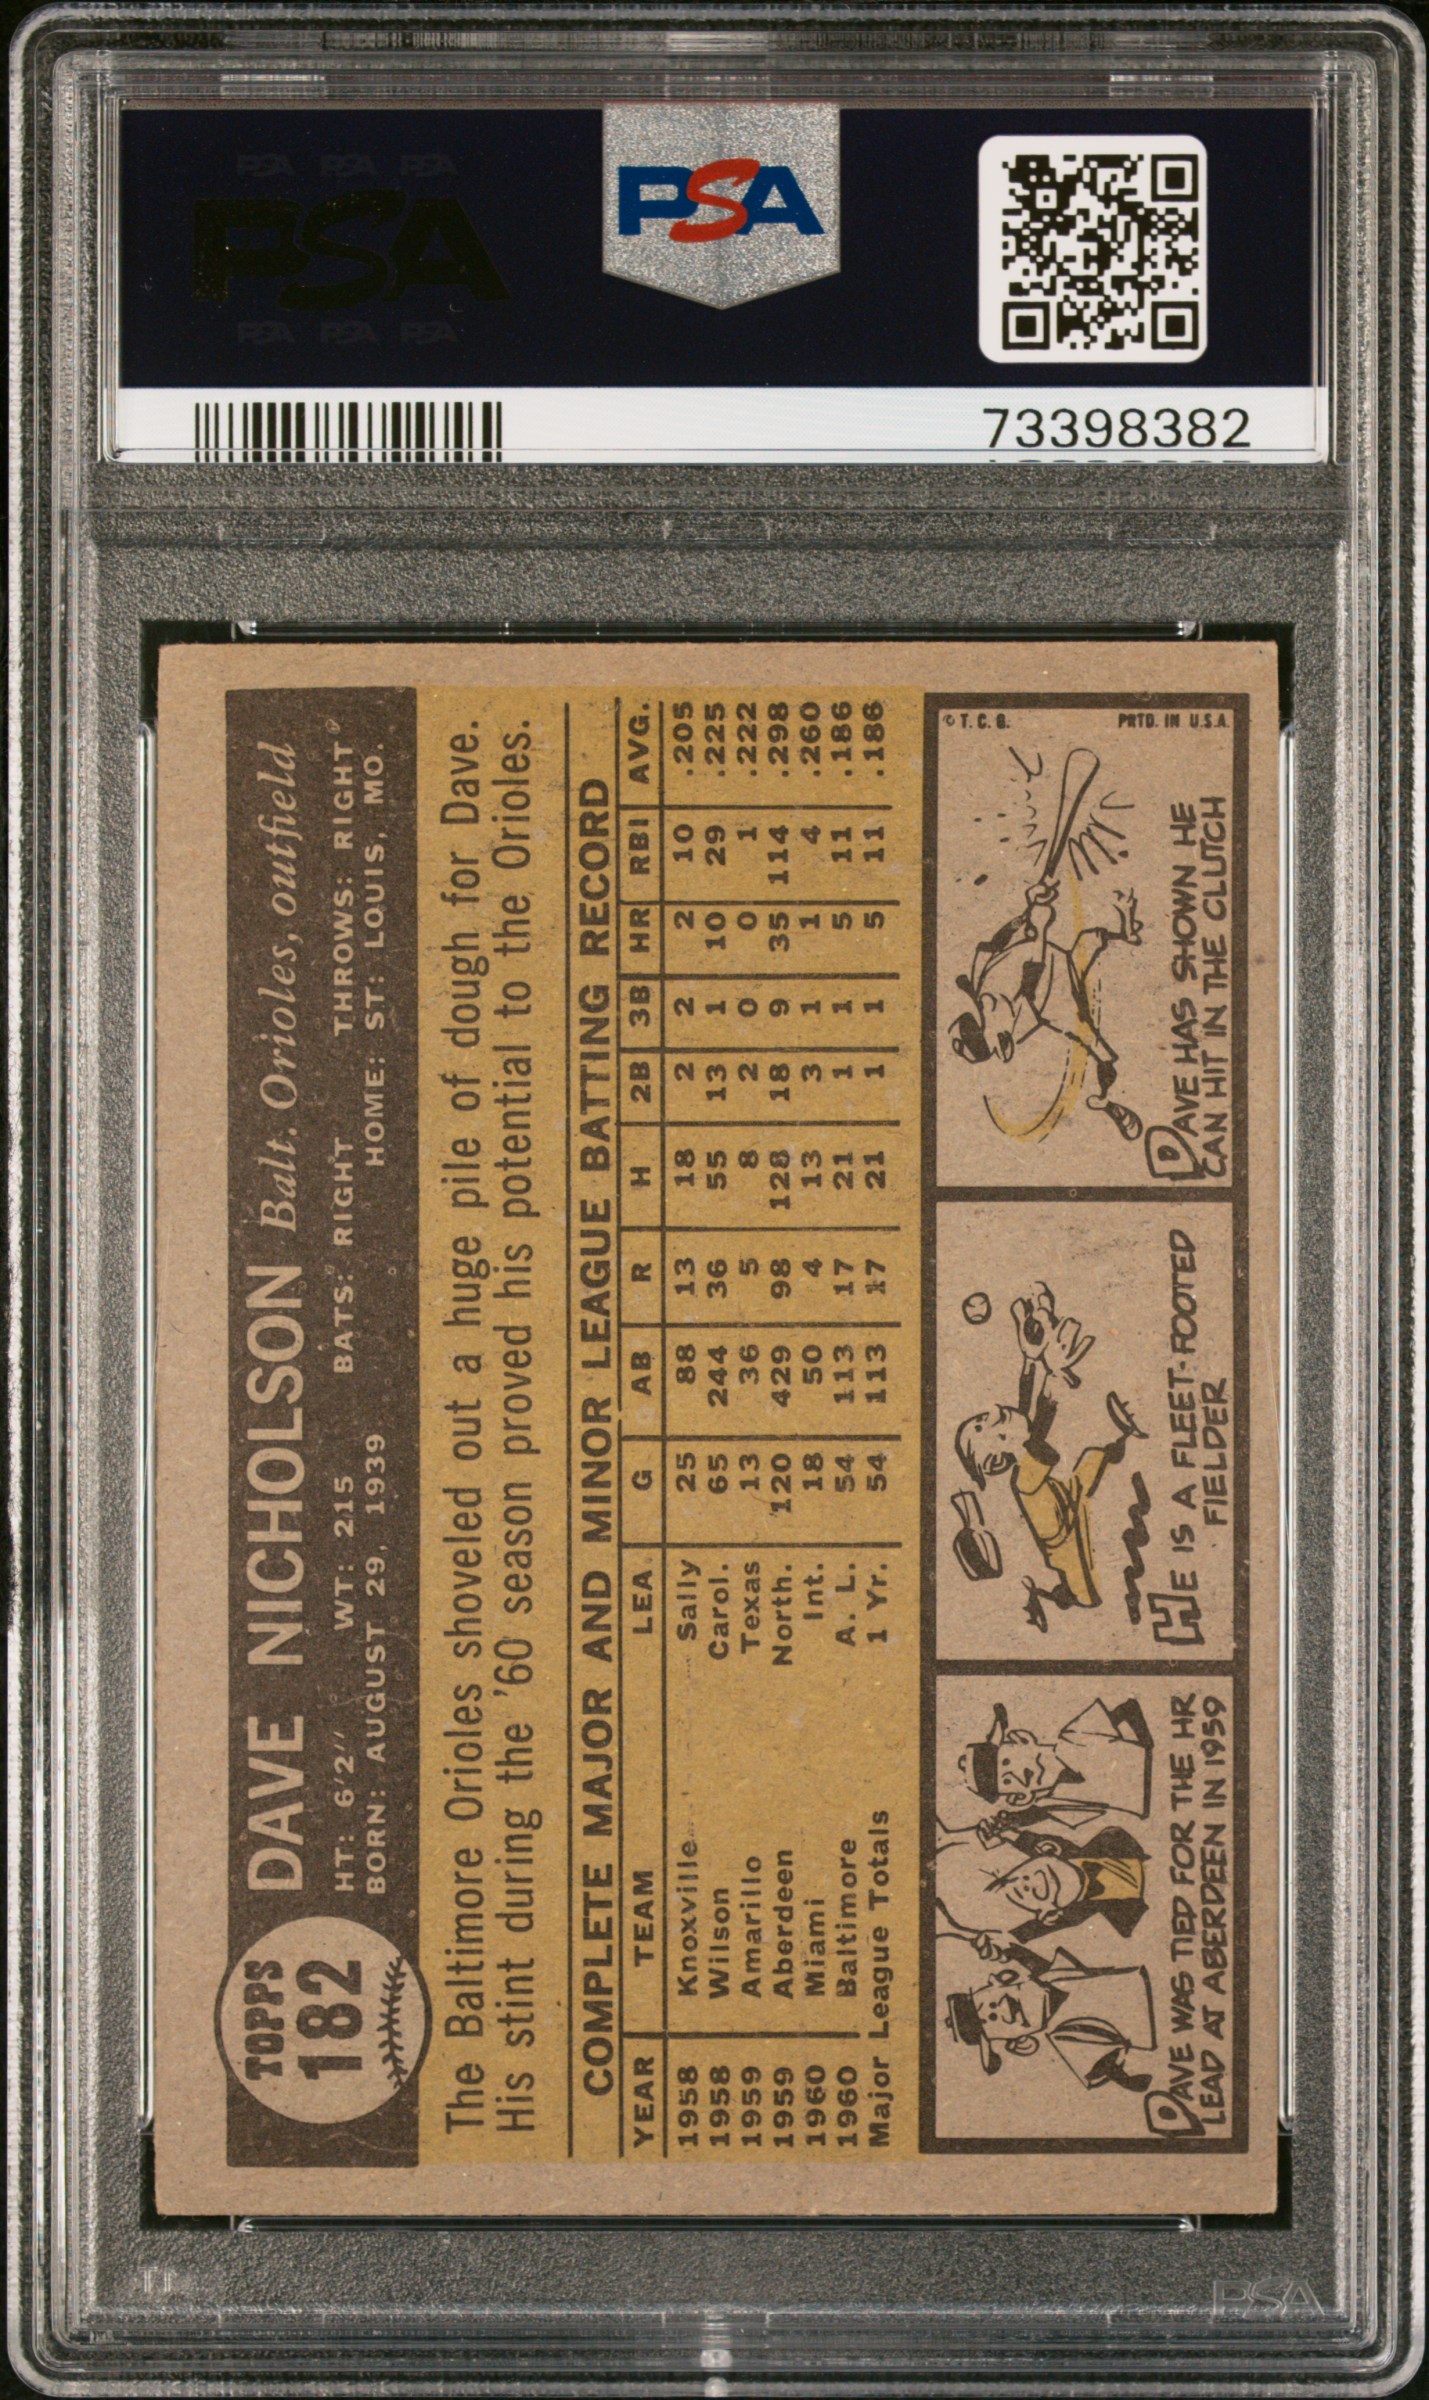 PSA PSA PSA
PSA
PSA PSA PSA
PSA
73398382
TOPPS
182
DAVE NICHOLSON Balt. Orioles, outfield
HT: 6'2" WT: 215 BATS: RIGHT THROWS: RIGHT
BORN: AUGUST 29, 1939 HOME: ST. LOUIS, MO.
The Baltimore Orioles shoveled out a huge pile of dough for Dave.
His stint during the '60 season proved his potential to the Orioles.
COMPLETE MAJOR AND MINOR LEAGUE BATTING RECORD
YEAR TEAM LEA. G AB R H 2B 3B HR RBI AVG.
1958 Knoxville Sally 25 88 13 18 2 2 2 10 .205
1958 Wilson Carol. 65 244 36 55 13 1 10 29 .225
1959 Amarillo Texas 13 36 5 8 2 0 0 1 .222
1959 Aberdeen North. 120 429 98 128 18 9 35 114 .298
1960 Miami Int. 18 50 4 13 3 1 1 4 .260
1960 Baltimore A. L. 54 113 17 21 1 1 5 11 .186
Major League Totals 1 Yr. 54 113 17 21 1 1 5 11 .186
DAVE WAS TIED FOR THE HR
LEAD AT ABERDEEN IN 1959
HE IS A FLEET-FOOTED
FIELDER
DAVE HAS SHOWN HE
CAN HIT IN THE CLUTCH
© T. C. G.
PRTD. IN U.S.A.
PSA